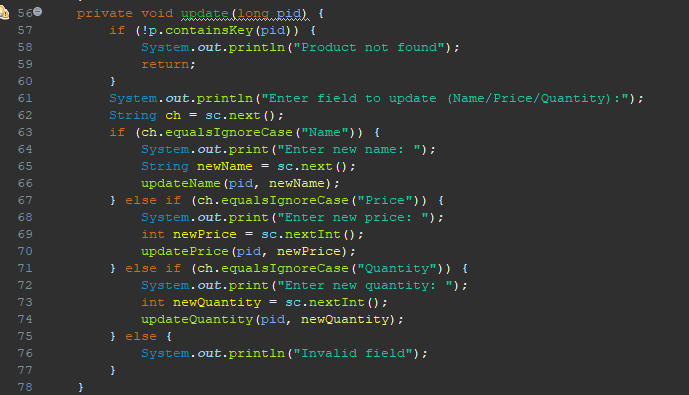 56 private void update(long pid) {
57 if (!p.containsKey(pid)) {
58 System.out.println("Product not found");
59 return;
60 }
61 System.out.println("Enter field to update (Name/Price/Quantity):");
62 String ch = sc.next();
63 if (ch.equalsIgnoreCase("Name")) {
64 System.out.print("Enter new name: ");
65 String newName = sc.next();
66 updateName(pid, newName);
67 } else if (ch.equalsIgnoreCase("Price")) {
68 System.out.print("Enter new price: ");
69 int newPrice = sc.nextInt();
70 updatePrice(pid, newPrice);
71 } else if (ch.equalsIgnoreCase("Quantity")) {
72 System.out.print("Enter new quantity: ");
73 int newQuantity = sc.nextInt();
74 updateQuantity(pid, newQuantity);
75 } else {
76 System.out.println("Invalid field");
77 }
78 }